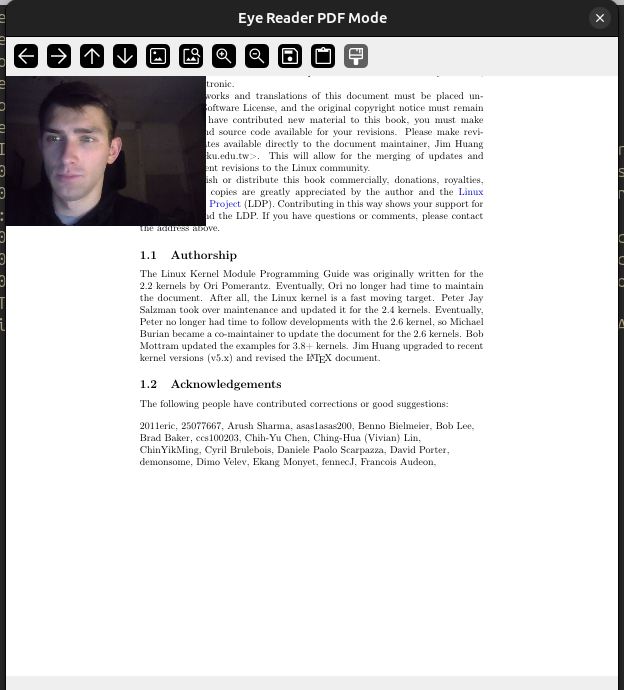 Eye Reader PDF Mode
tronic.
works and translations of this document must be placed un-
Software License, and the original copyright notice must remain
have contributed new material to this book, you must make
nd source code available for your revisions. Please make revi-
tes available directly to the document maintainer, Jim Huang
ku.edu.tw>. This will allow for the merging of updates and
ent revisions to the Linux community.
ish or distribute this book commercially, donations, royalties,
copies are greatly appreciated by the author and the Linux
Project (LDP). Contributing in this way shows your support for
nd the LDP. If you have questions or comments, please contact
the address above.
1.1 Authorship
The Linux Kernel Module Programming Guide was originally written for the
2.2 kernels by Ori Pomerantz. Eventually, Ori no longer had time to maintain
the document. After all, the Linux kernel is a fast moving target. Peter Jay
Salzman took over maintenance and updated it for the 2.4 kernels. Eventually,
Peter no longer had time to follow developments with the 2.6 kernel, so Michael
Burian became a co-maintainer to update the document for the 2.6 kernels. Bob
Mottram updated the examples for 3.8+ kernels. Jim Huang upgraded to recent
kernel versions (v5.x) and revised the LATEX document.
1.2 Acknowledgements
The following people have contributed corrections or good suggestions:
2011eric, 25077667, Arush Sharma, asas1asas200, Benno Bielmeier, Bob Lee,
Brad Baker, ccs100203, Chih-Yu Chen, Ching-Hua (Vivian) Lin,
ChinYikMing, Cyril Brulebois, Daniele Paolo Scarpazza, David Porter,
demonsome, Dimo Velev, Ekang Monyet, fennecJ, Francois Audeon,